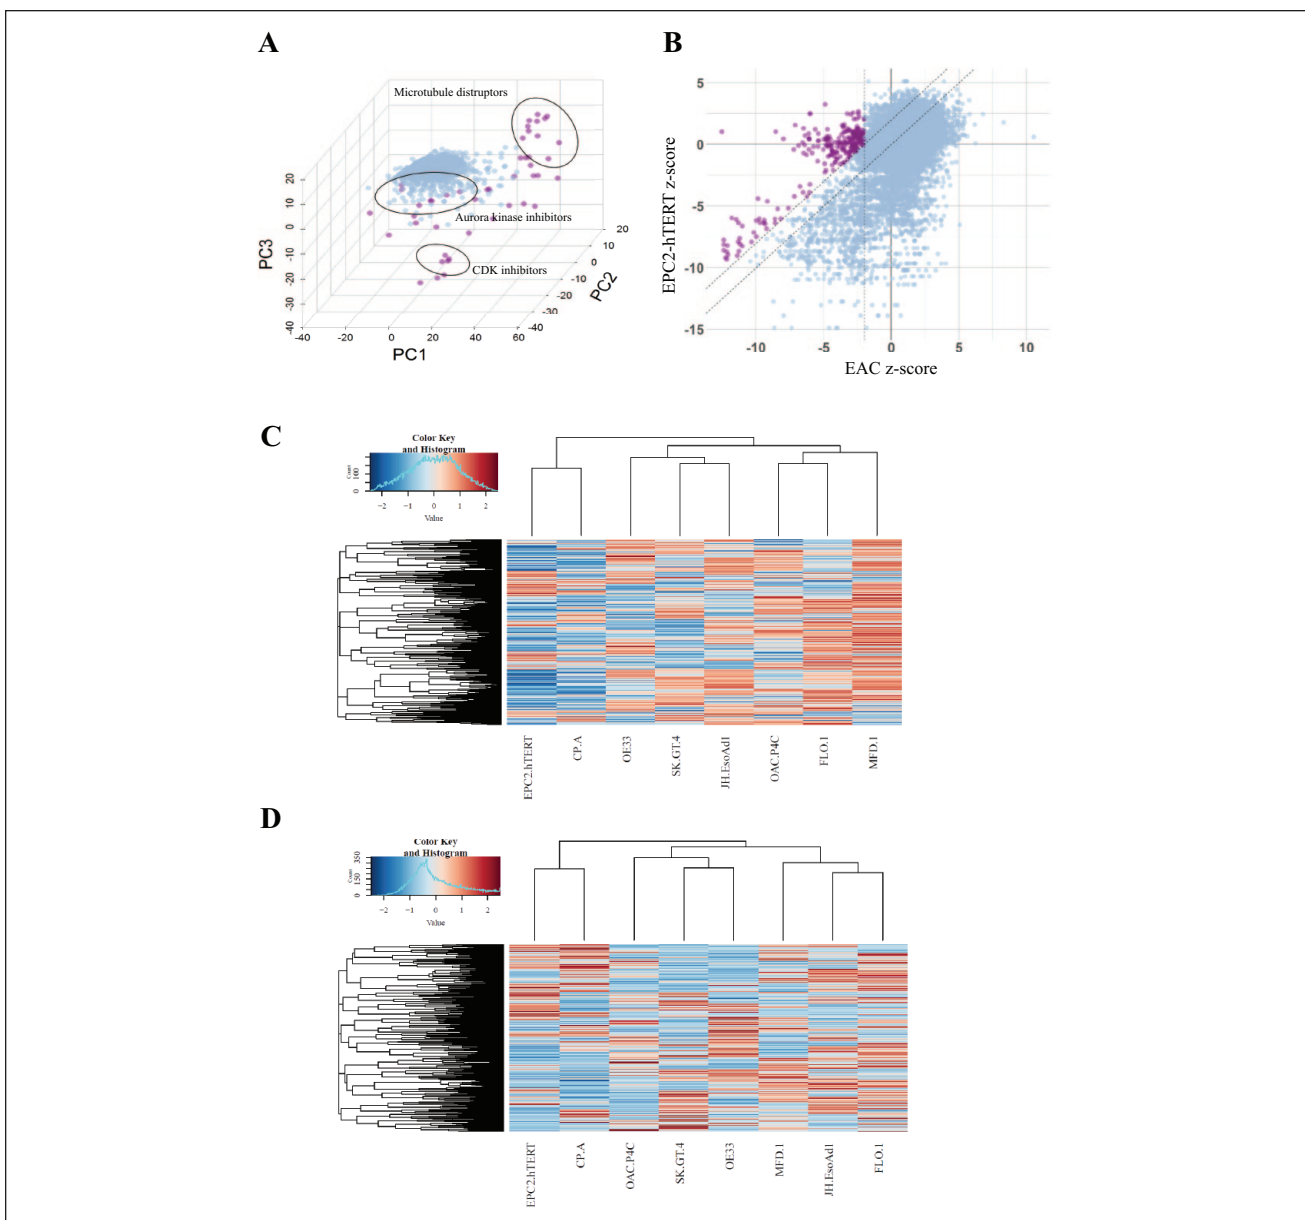 A
B
Microtubule distruptors
Aurora kinase inhibitors
CDK inhibitors
PC3
20
10
0
-10
-20
-30
-40
-40
-20
0
20
40
60
PC1
-40
-30
-20
-10
0
10
20
PC2
EPC2-hTERT z-score
5
0
-5
-10
-15
-10
-5
0
5
10
EAC z-score
C
Color Key
and Histogram
Count
0 100
-2 -1 0 1 2
Value
EPC2.hTERT
CP.A
OE33
SK.GT.4
JH.EsoAd1
OAC.P4C
FLO.1
MFD.1
D
Color Key
and Histogram
Count
0 150 350
-2 -1 0 1 2
Value
EPC2.hTERT
CP.A
OAC.P4C
SK.GT.4
OE33
MFD.1
JH.EsoAd1
FLO.1